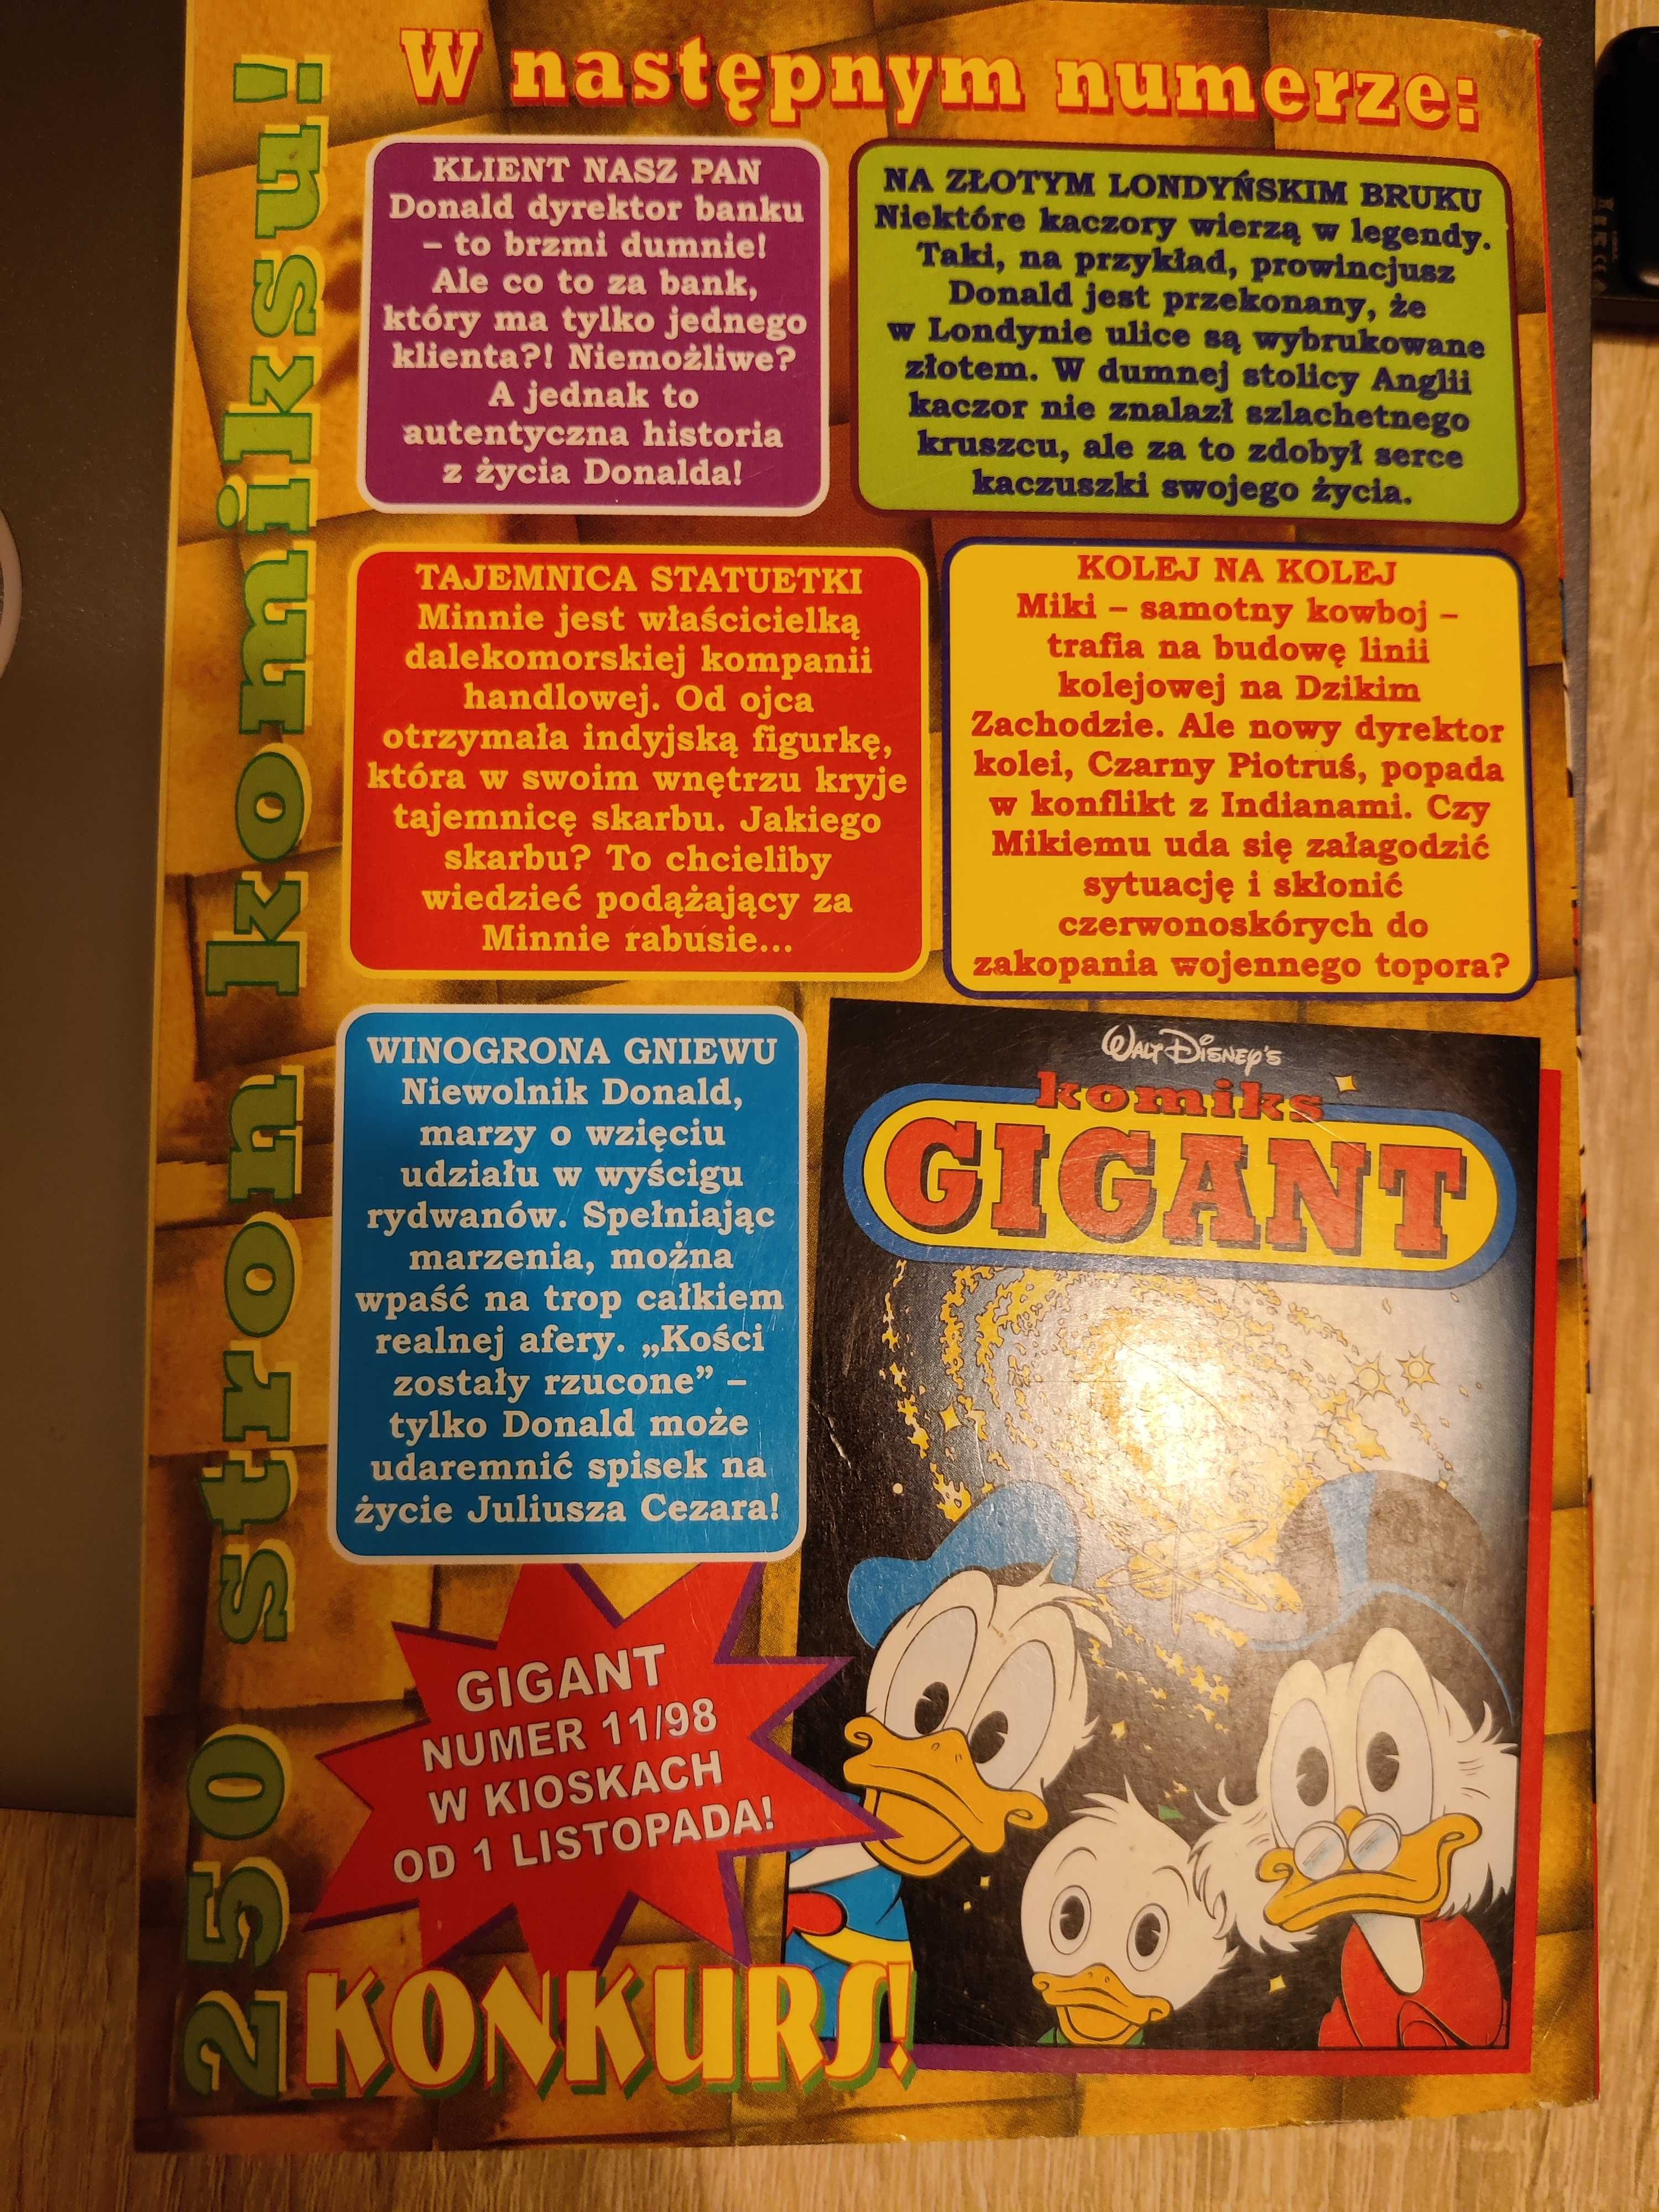 W następnym numerze:
250 stron komiksu!
KLIENT NASZ PAN
Donald dyrektor banku
– to brzmi dumnie!
Ale co to za bank,
który ma tylko jednego
klienta?! Niemożliwe?
A jednak to
autentyczna historia
z życia Donalda!
NA ZŁOTYM LONDYŃSKIM BRUKU
Niektóre kaczory wierzą w legendy.
Taki, na przykład, prowincjusz
Donald jest przekonany, że
w Londynie ulice są wybrukowane
złotem. W dumnej stolicy Anglii
kaczor nie znalazł szlachetnego
kruszcu, ale za to zdobył serce
kaczuszki swojego życia.
TAJEMNICA STATUETKI
Minnie jest właścicielką
dalekomorskiej kompanii
handlowej. Od ojca
otrzymała indyjską figurkę,
która w swoim wnętrzu kryje
tajemnicę skarbu. Jakiego
skarbu? To chcieliby
wiedzieć podążający za
Minnie rabusie...
KOLEJ NA KOLEJ
Miki – samotny kowboj –
trafia na budowę linii
kolejowej na Dzikim
Zachodzie. Ale nowy dyrektor
kolei, Czarny Piotruś, popada
w konflikt z Indianami. Czy
Mikiemu uda się załagodzić
sytuację i skłonić
czerwonoskórych do
zakopania wojennego topora?
WINOGRONA GNIEWU
Niewolnik Donald,
marzy o wzięciu
udziału w wyścigu
rydwanów. Spełniając
marzenia, można
wpaść na trop całkiem
realnej afery. „Kości
zostały rzucone” –
tylko Donald może
udaremnić spisek na
życie Juliusza Cezara!
WALT DISNEY'S
komiks
GIGANT
GIGANT
NUMER 11/98
W KIOSKACH
OD 1 LISTOPADA!
KONKURS!